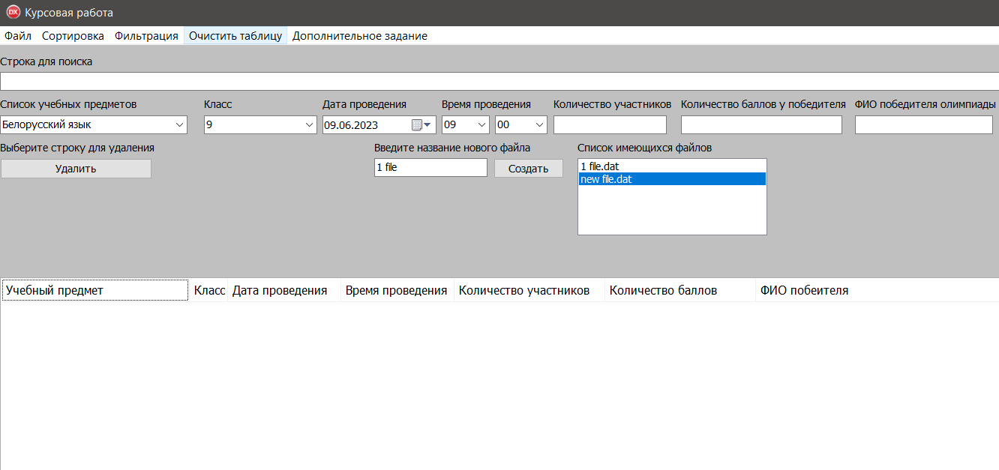 DX Курсовая работа
Файл Сортировка Фильтрация Очистить таблицу Дополнительное задание
Строка для поиска
Список учебных предметов Класс Дата проведения Время проведения Количество участников Количество баллов у победителя ФИО победителя олимпиады
Белорусский язык 9 09.06.2023 09 00
Выберите строку для удаления Введите название нового файла Список имеющихся файлов
Удалить 1 file Создать 1 file.dat
new file.dat
Учебный предмет Класс Дата проведения Время проведения Количество участников Количество баллов ФИО побеителя